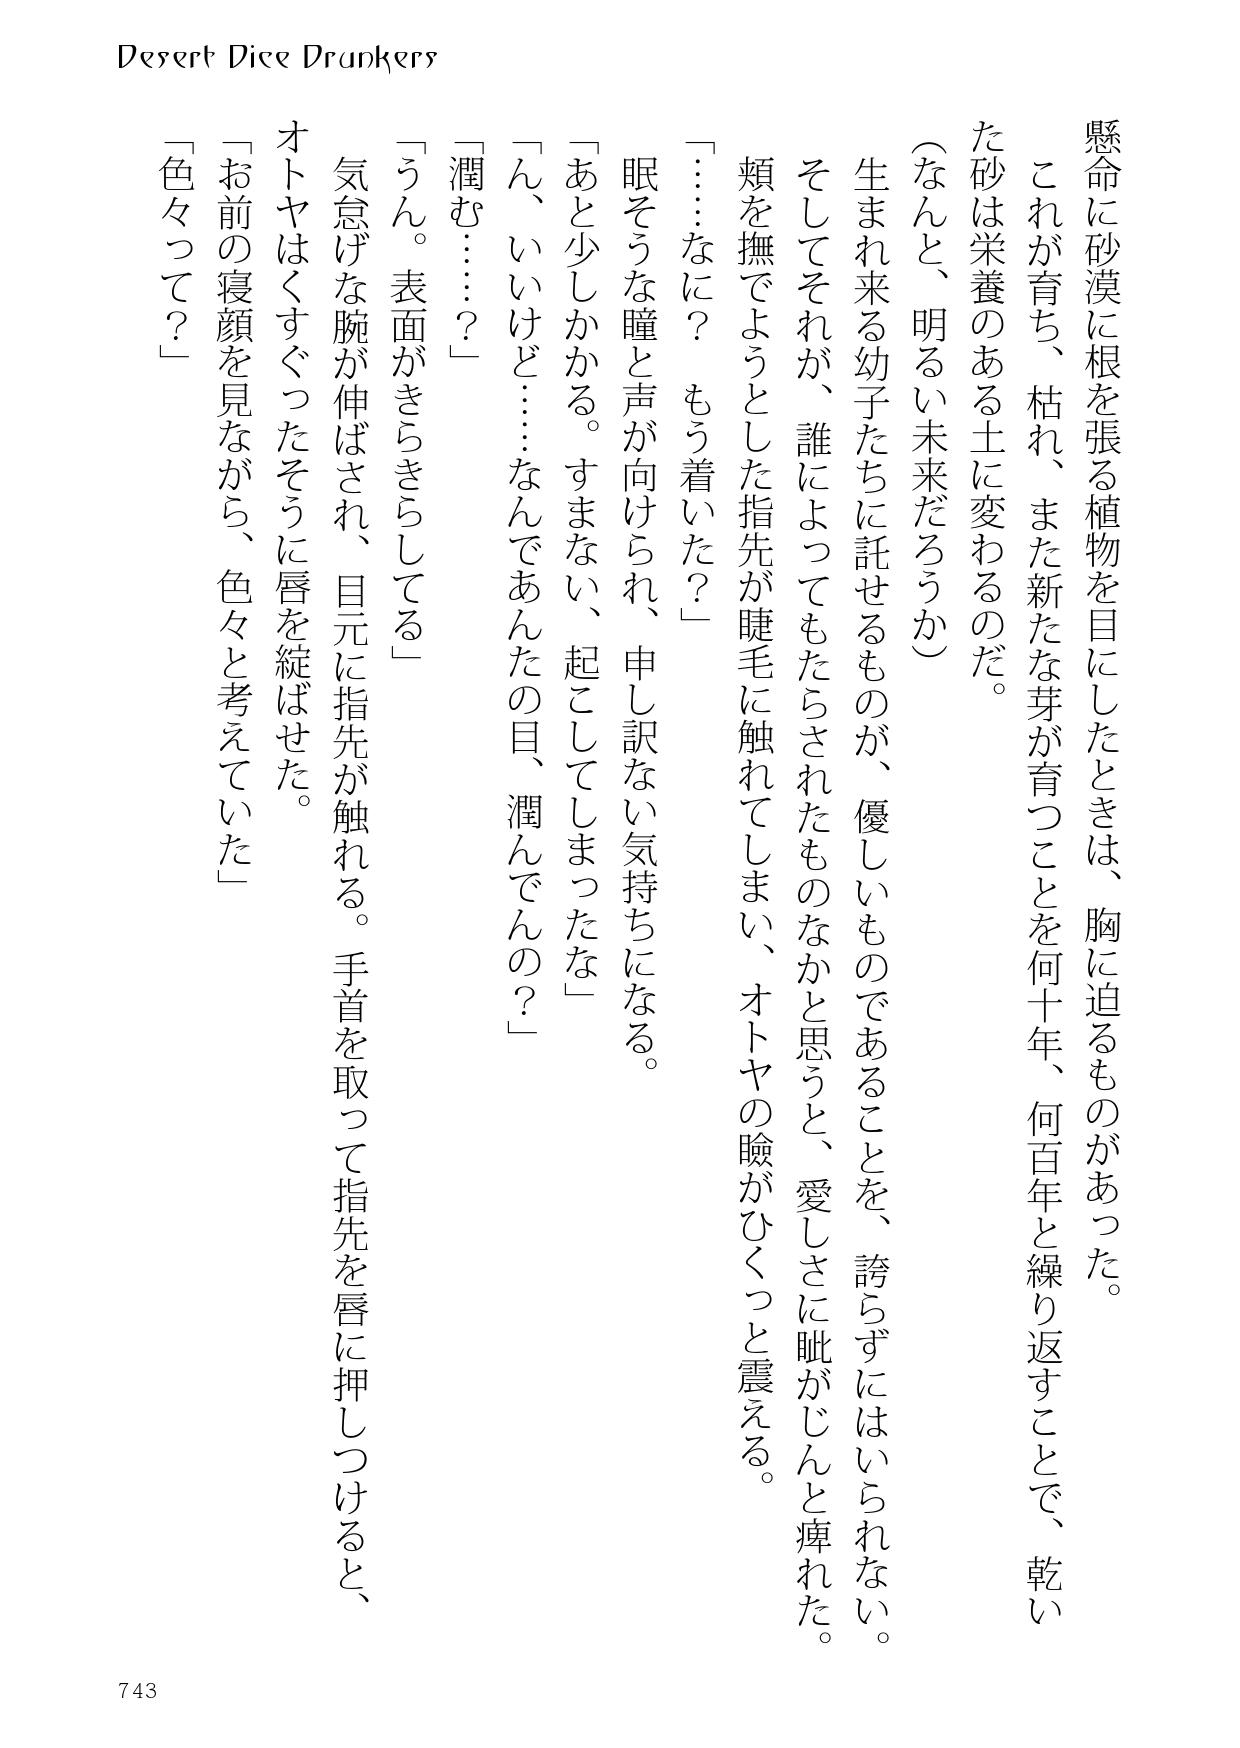 Desert Dice Drunkers
懸命に砂漠に根を張る植物を目にしたときは、胸に迫るものがあった。
　これが育ち、枯れ、また新たな芽が育つことを何十年、何百年と繰り返すことで、乾い
た砂は栄養のある土に変わるのだ。
（なんと、明るい未来だろうか）
　生まれ来る幼子たちに託せるものが、優しいものであることを、誇らずにはいられない。
　そしてそれが、誰によってもたらされたものなかと思うと、愛しさに眦がじんと痺れた。
　頬を撫でようとした指先が睫毛に触れてしまい、オトヤの瞼がひくっと震える。
「……なに？　もう着いた？」
　眠そうな瞳と声が向けられ、申し訳ない気持ちになる。
「あと少しかかる。すまない、起こしてしまったな」
「ん、いいけど……なんであんたの目、潤んでんの？」
「潤む……？」
「うん。表面がきらきらしてる」
　気怠げな腕が伸ばされ、目元に指先が触れる。手首を取って指先を唇に押しつけると、
オトヤはくすぐったそうに唇を綻ばせた。
「お前の寝顔を見ながら、色々と考えていた」
「色々って？」
743